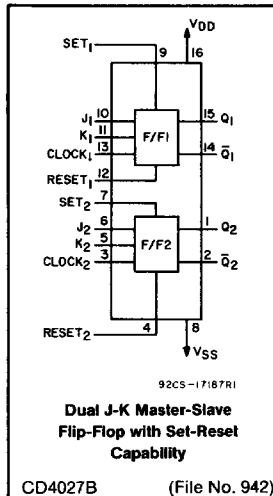 VDD
SET1
9 16
J1 10 15 Q1
K1 11 F/F1
CLOCK1 13 14 Q̅1
RESET1 12
SET2 7
J2 6 1 Q2
K2 5 F/F2
CLOCK2 3 2 Q̅2
RESET2 4 8
VSS
92CS-17187R1
Dual J-K Master-Slave
Flip-Flop with Set-Reset
Capability
CD4027B (File No. 942)